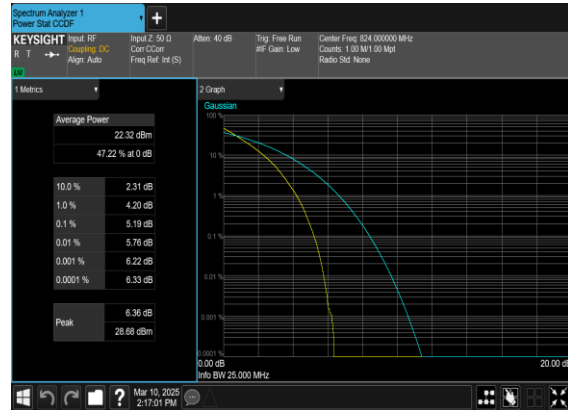 Spectrum Analyzer 1
Power Stat CCDF
KEYSIGHT
R T
LXI
Input: RF
Coupling: DC
Align: Auto
Input Z: 50 Ω
Corr CCorr
Freq Ref: Int (S)
Atten: 40 dB
Trig: Free Run
#IF Gain: Low
Center Freq: 824.000000 MHz
Counts: 1.00 M/1.00 Mpt
Radio Std: None
1 Metrics
Average Power
22.32 dBm
47.22 % at 0 dB
10.0 % 2.31 dB
1.0 % 4.20 dB
0.1 % 5.19 dB
0.01 % 5.76 dB
0.001 % 6.22 dB
0.0001 % 6.33 dB
Peak
6.36 dB
28.68 dBm
2 Graph
Gaussian
100 %
10 %
1 %
0.1 %
0.01 %
0.001 %
0.0001 %
0.00 dB
20.00 dB
Info BW 25.000 MHz
?
Mar 10, 2025
2:17:01 PM